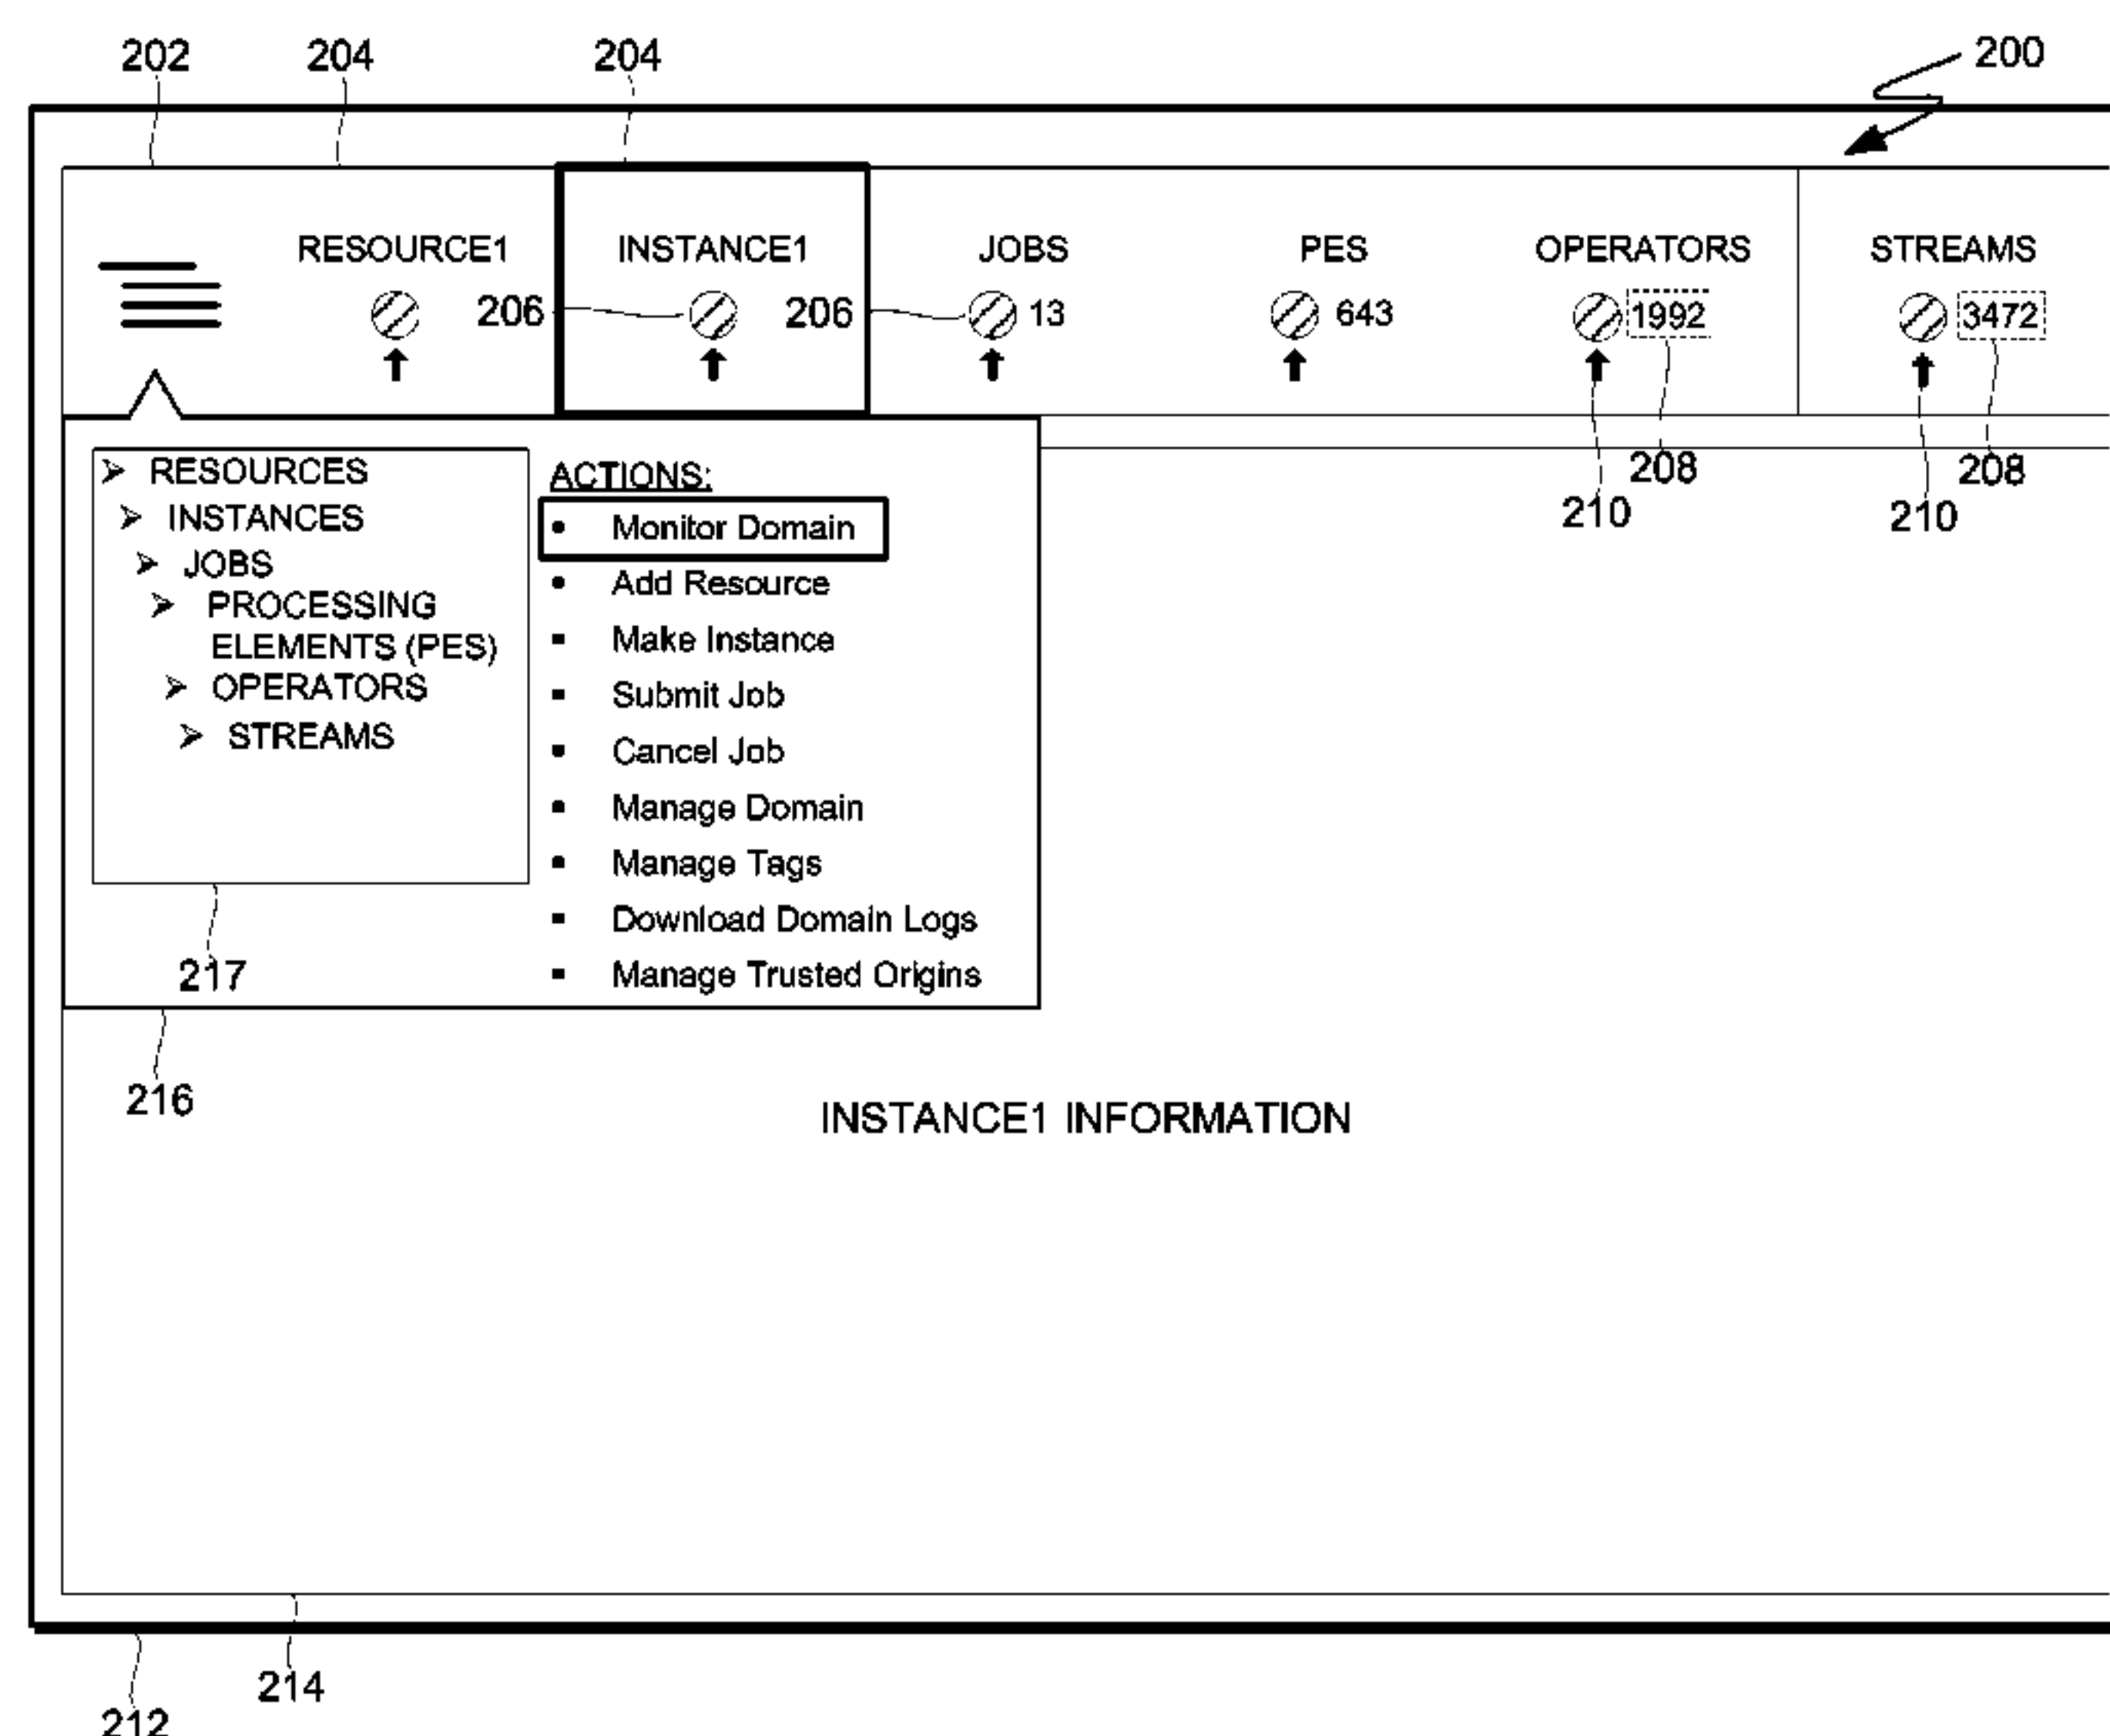 202 204 204 200
RESOURCE1 INSTANCE1 JOBS PES OPERATORS STREAMS
206 206 13 643 1992 3472
208 208
210 210
RESOURCES
INSTANCES
JOBS
PROCESSING
ELEMENTS (PES)
OPERATORS
STREAMS
217
ACTIONS:
Monitor Domain
Add Resource
Make Instance
Submit Job
Cancel Job
Manage Domain
Manage Tags
Download Domain Logs
Manage Trusted Origins
216
INSTANCE1 INFORMATION
214
212